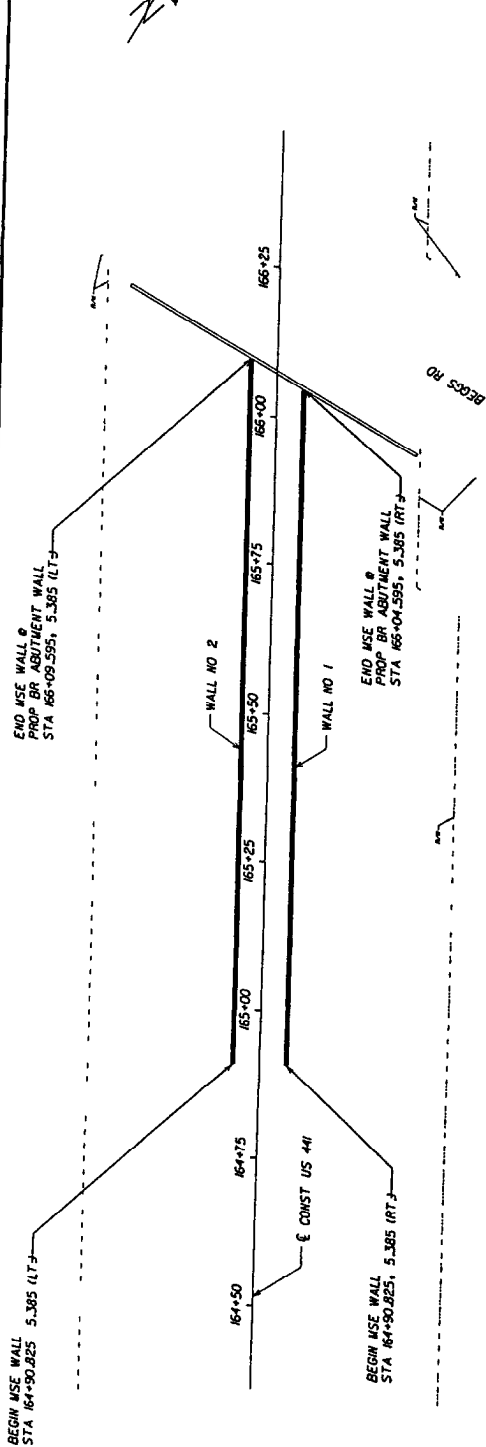 BEGIN MSE WALL
STA 164+90.825 5.385 (LT.)
END MSE WALL @
PROP BR ABUTMENT WALL
STA 166+09.595, 5.385 (LT.)
WALL NO 2
164+50
164+75
165+00
165+25
165+50
165+75
166+00
166+25
℄ CONST US 441
WALL NO 1
BEGIN MSE WALL
STA 164+90.825, 5.385 (RT.)
END MSE WALL @
PROP BR ABUTMENT WALL
STA 166+04.595, 5.385 (RT.)
BEGGS RD